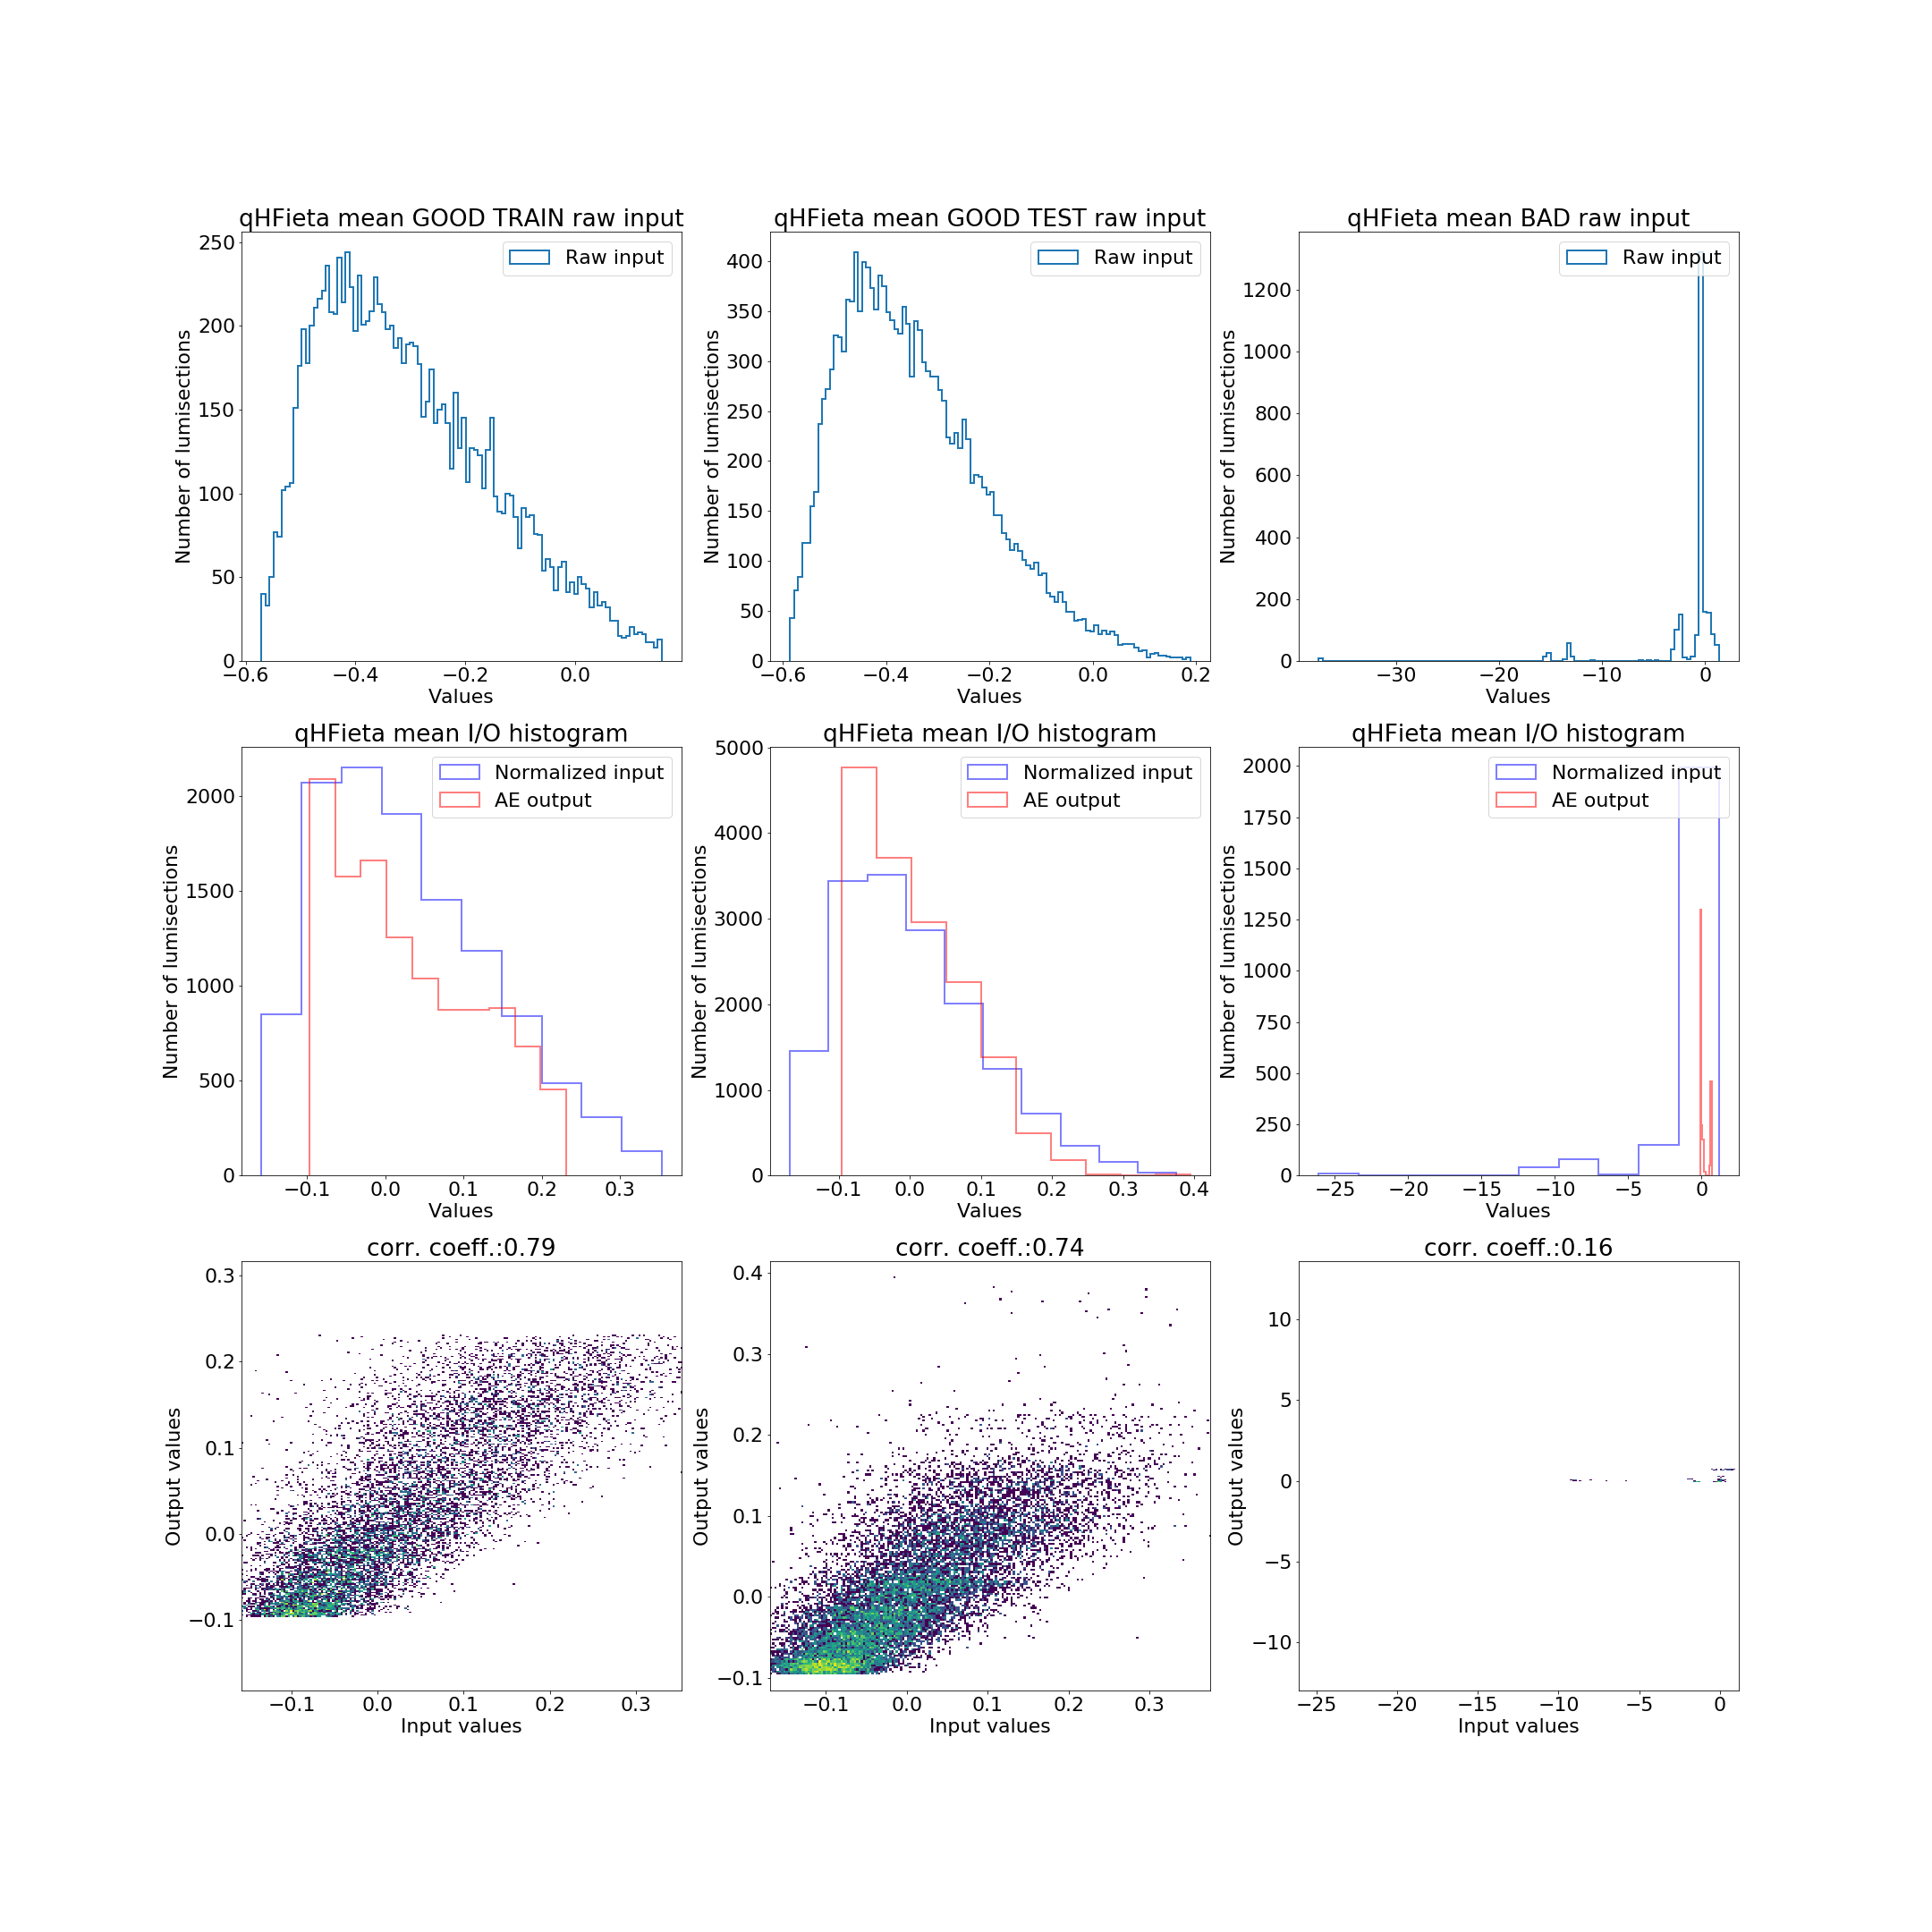 qHFieta mean GOOD TRAIN raw input
250
200
150
100
50
0
Number of lumisections
Raw input
−0.6
−0.4
−0.2
0.0
Values
qHFieta mean GOOD TEST raw input
400
350
300
250
200
150
100
50
0
Number of lumisections
Raw input
−0.6
−0.4
−0.2
0.0
0.2
Values
qHFieta mean BAD raw input
1200
1000
800
600
400
200
0
Number of lumisections
Raw input
−30
−20
−10
0
Values
qHFieta mean I/O histogram
2000
1500
1000
500
0
Number of lumisections
Normalized input
AE output
−0.1
0.0
0.1
0.2
0.3
Values
qHFieta mean I/O histogram
5000
4000
3000
2000
1000
0
Number of lumisections
Normalized input
AE output
−0.1
0.0
0.1
0.2
0.3
0.4
Values
qHFieta mean I/O histogram
2000
1750
1500
1250
1000
750
500
250
0
Number of lumisections
Normalized input
AE output
−25
−20
−15
−10
−5
0
Values
corr. coeff.:0.79
0.3
0.2
0.1
0.0
−0.1
Output values
−0.1
0.0
0.1
0.2
0.3
Input values
corr. coeff.:0.74
0.4
0.3
0.2
0.1
0.0
−0.1
Output values
−0.1
0.0
0.1
0.2
0.3
Input values
corr. coeff.:0.16
10
5
0
−5
−10
Output values
−25
−20
−15
−10
−5
0
Input values